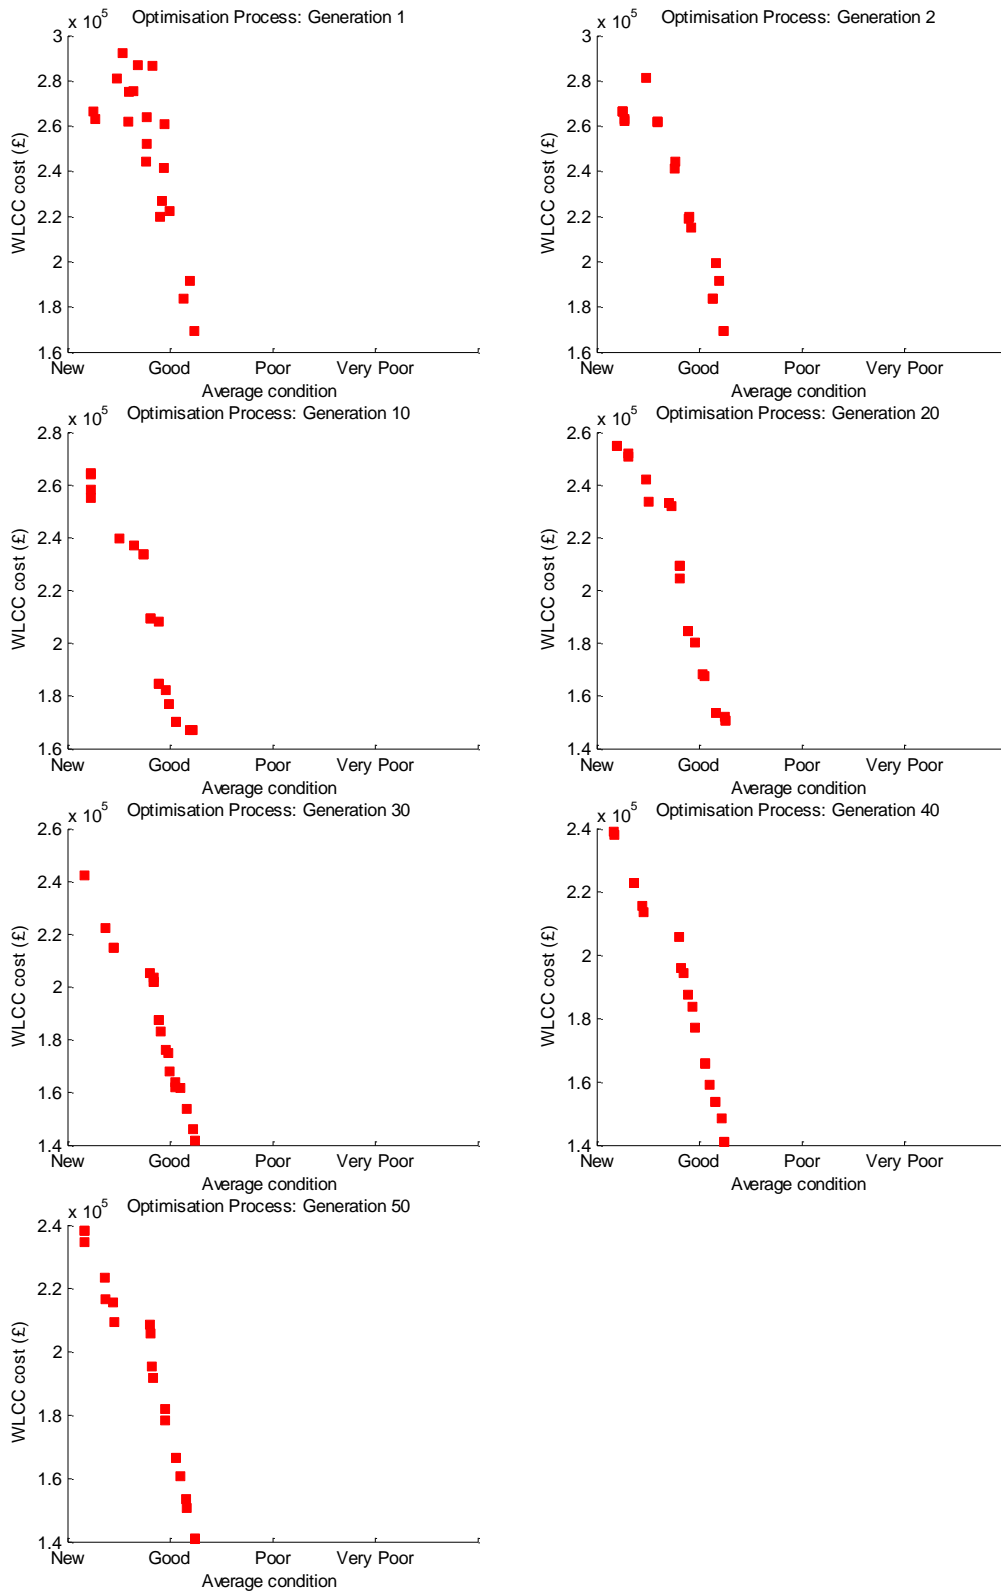 Optimisation Process: Generation 1
x 10^5
3
2.8
2.6
2.4
2.2
2
1.8
1.6
WLCC cost (£)
New Good Poor Very Poor
Average condition
Optimisation Process: Generation 2
x 10^5
3
2.8
2.6
2.4
2.2
2
1.8
1.6
WLCC cost (£)
New Good Poor Very Poor
Average condition
Optimisation Process: Generation 10
x 10^5
2.8
2.6
2.4
2.2
2
1.8
1.6
WLCC cost (£)
New Good Poor Very Poor
Average condition
Optimisation Process: Generation 20
x 10^5
2.6
2.4
2.2
2
1.8
1.6
1.4
WLCC cost (£)
New Good Poor Very Poor
Average condition
Optimisation Process: Generation 30
x 10^5
2.6
2.4
2.2
2
1.8
1.6
1.4
WLCC cost (£)
New Good Poor Very Poor
Average condition
Optimisation Process: Generation 40
x 10^5
2.4
2.2
2
1.8
1.6
1.4
WLCC cost (£)
New Good Poor Very Poor
Average condition
Optimisation Process: Generation 50
x 10^5
2.4
2.2
2
1.8
1.6
1.4
WLCC cost (£)
New Good Poor Very Poor
Average condition